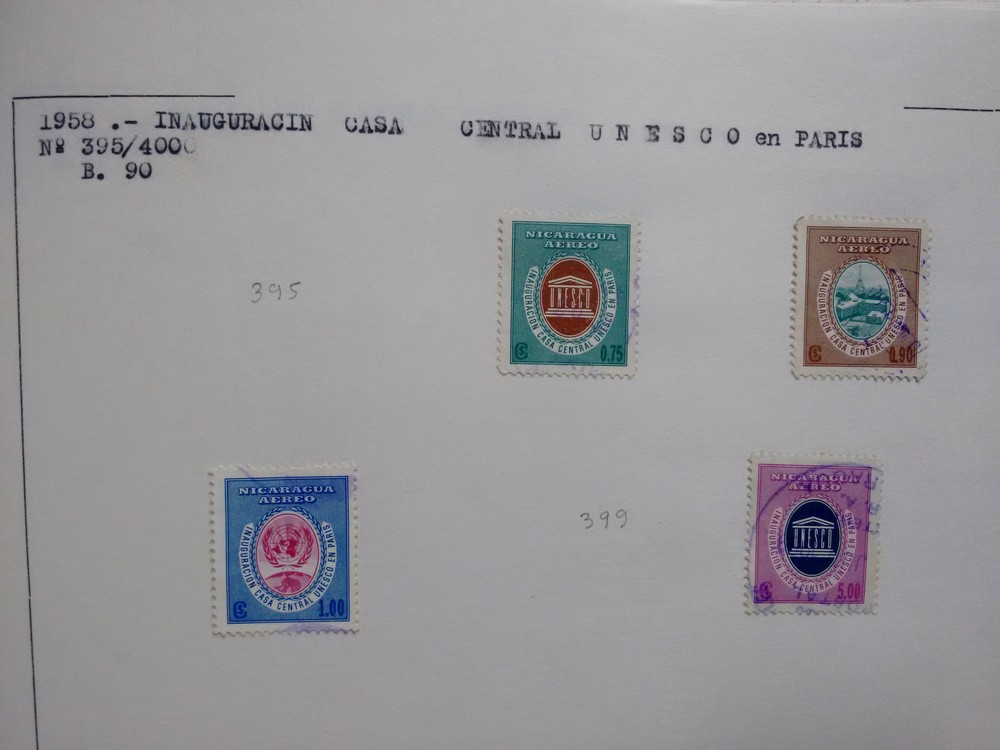 1958 .- INAUGURACIN CASA CENTRAL U N E S C O en PARIS
Nº 395/400
B. 90
395
NICARAGUA
AEREO
INAUGURACION CASA CENTRAL UNESCO EN PARIS
UNESCO
C$ 0.75
NICARAGUA
AEREO
INAUGURACION CASA CENTRAL UNESCO EN PARIS
C$ 0.90
NICARAGUA
AEREO
INAUGURACION CASA CENTRAL UNESCO EN PARIS
C$ 1.00
399
NICARAGUA
AEREO
INAUGURACION CASA CENTRAL UNESCO EN PARIS
UNESCO
C$ 5.00